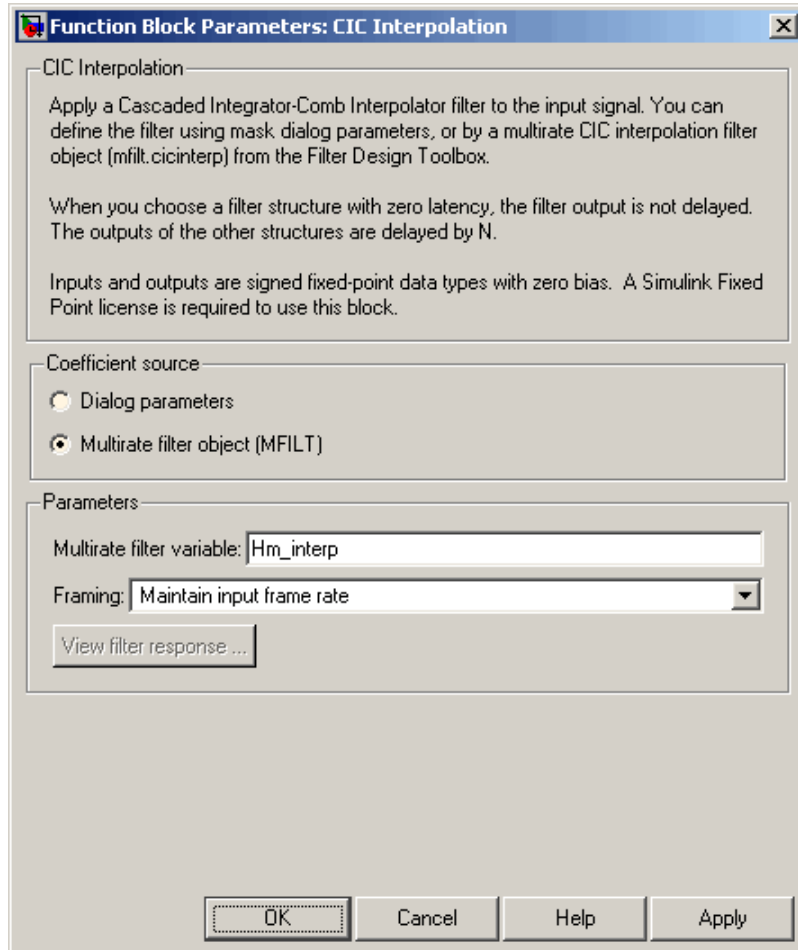 Function Block Parameters: CIC Interpolation
CIC Interpolation
Apply a Cascaded Integrator-Comb Interpolator filter to the input signal. You can
define the filter using mask dialog parameters, or by a multirate CIC interpolation filter
object (mfilt.cicinterp) from the Filter Design Toolbox.
When you choose a filter structure with zero latency, the filter output is not delayed.
The outputs of the other structures are delayed by N.
Inputs and outputs are signed fixed-point data types with zero bias. A Simulink Fixed
Point license is required to use this block.
Coefficient source
Dialog parameters
Multirate filter object (MFILT)
Parameters
Multirate filter variable: Hm_interp
Framing: Maintain input frame rate
View filter response ...
OK Cancel Help Apply